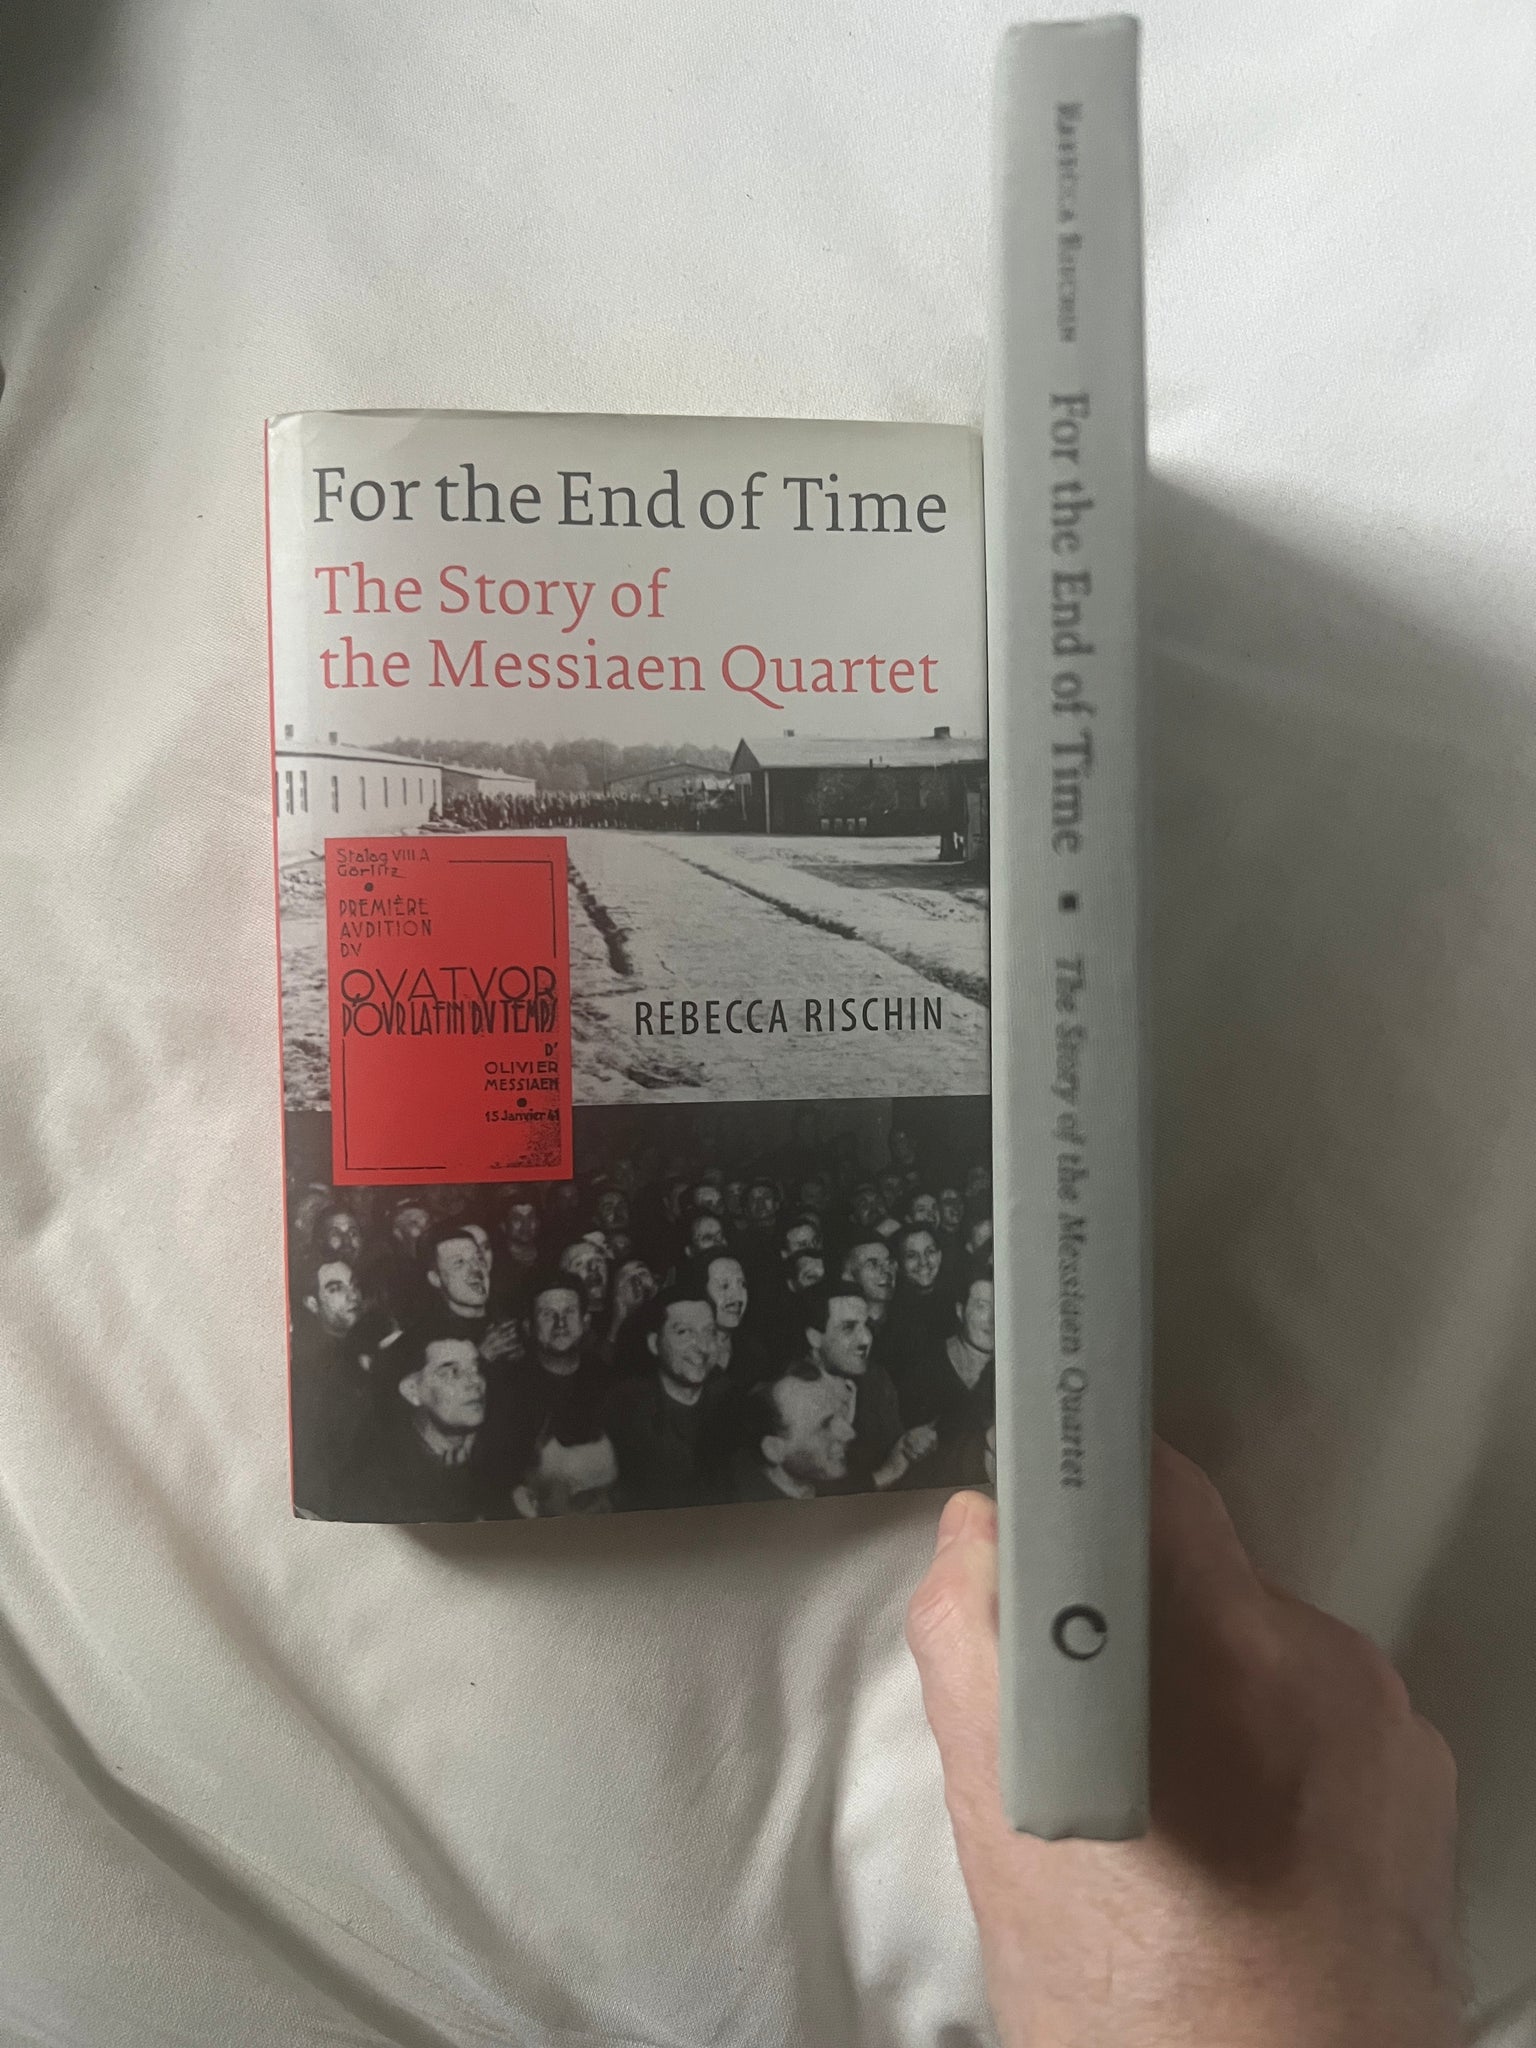 For the End of Time
The Story of
the Messiaen Quartet
Stalag VIII A
Görlitz
PREMIÈRE
AVDITION
DV
QVATVOR
POVR LA FIN DV TEMPS
D'
OLIVIER
MESSIAEN
15 Janvier 41
REBECCA RISCHIN
REBECCA RISCHIN For the End of Time ■ The Story of the Messiaen Quartet